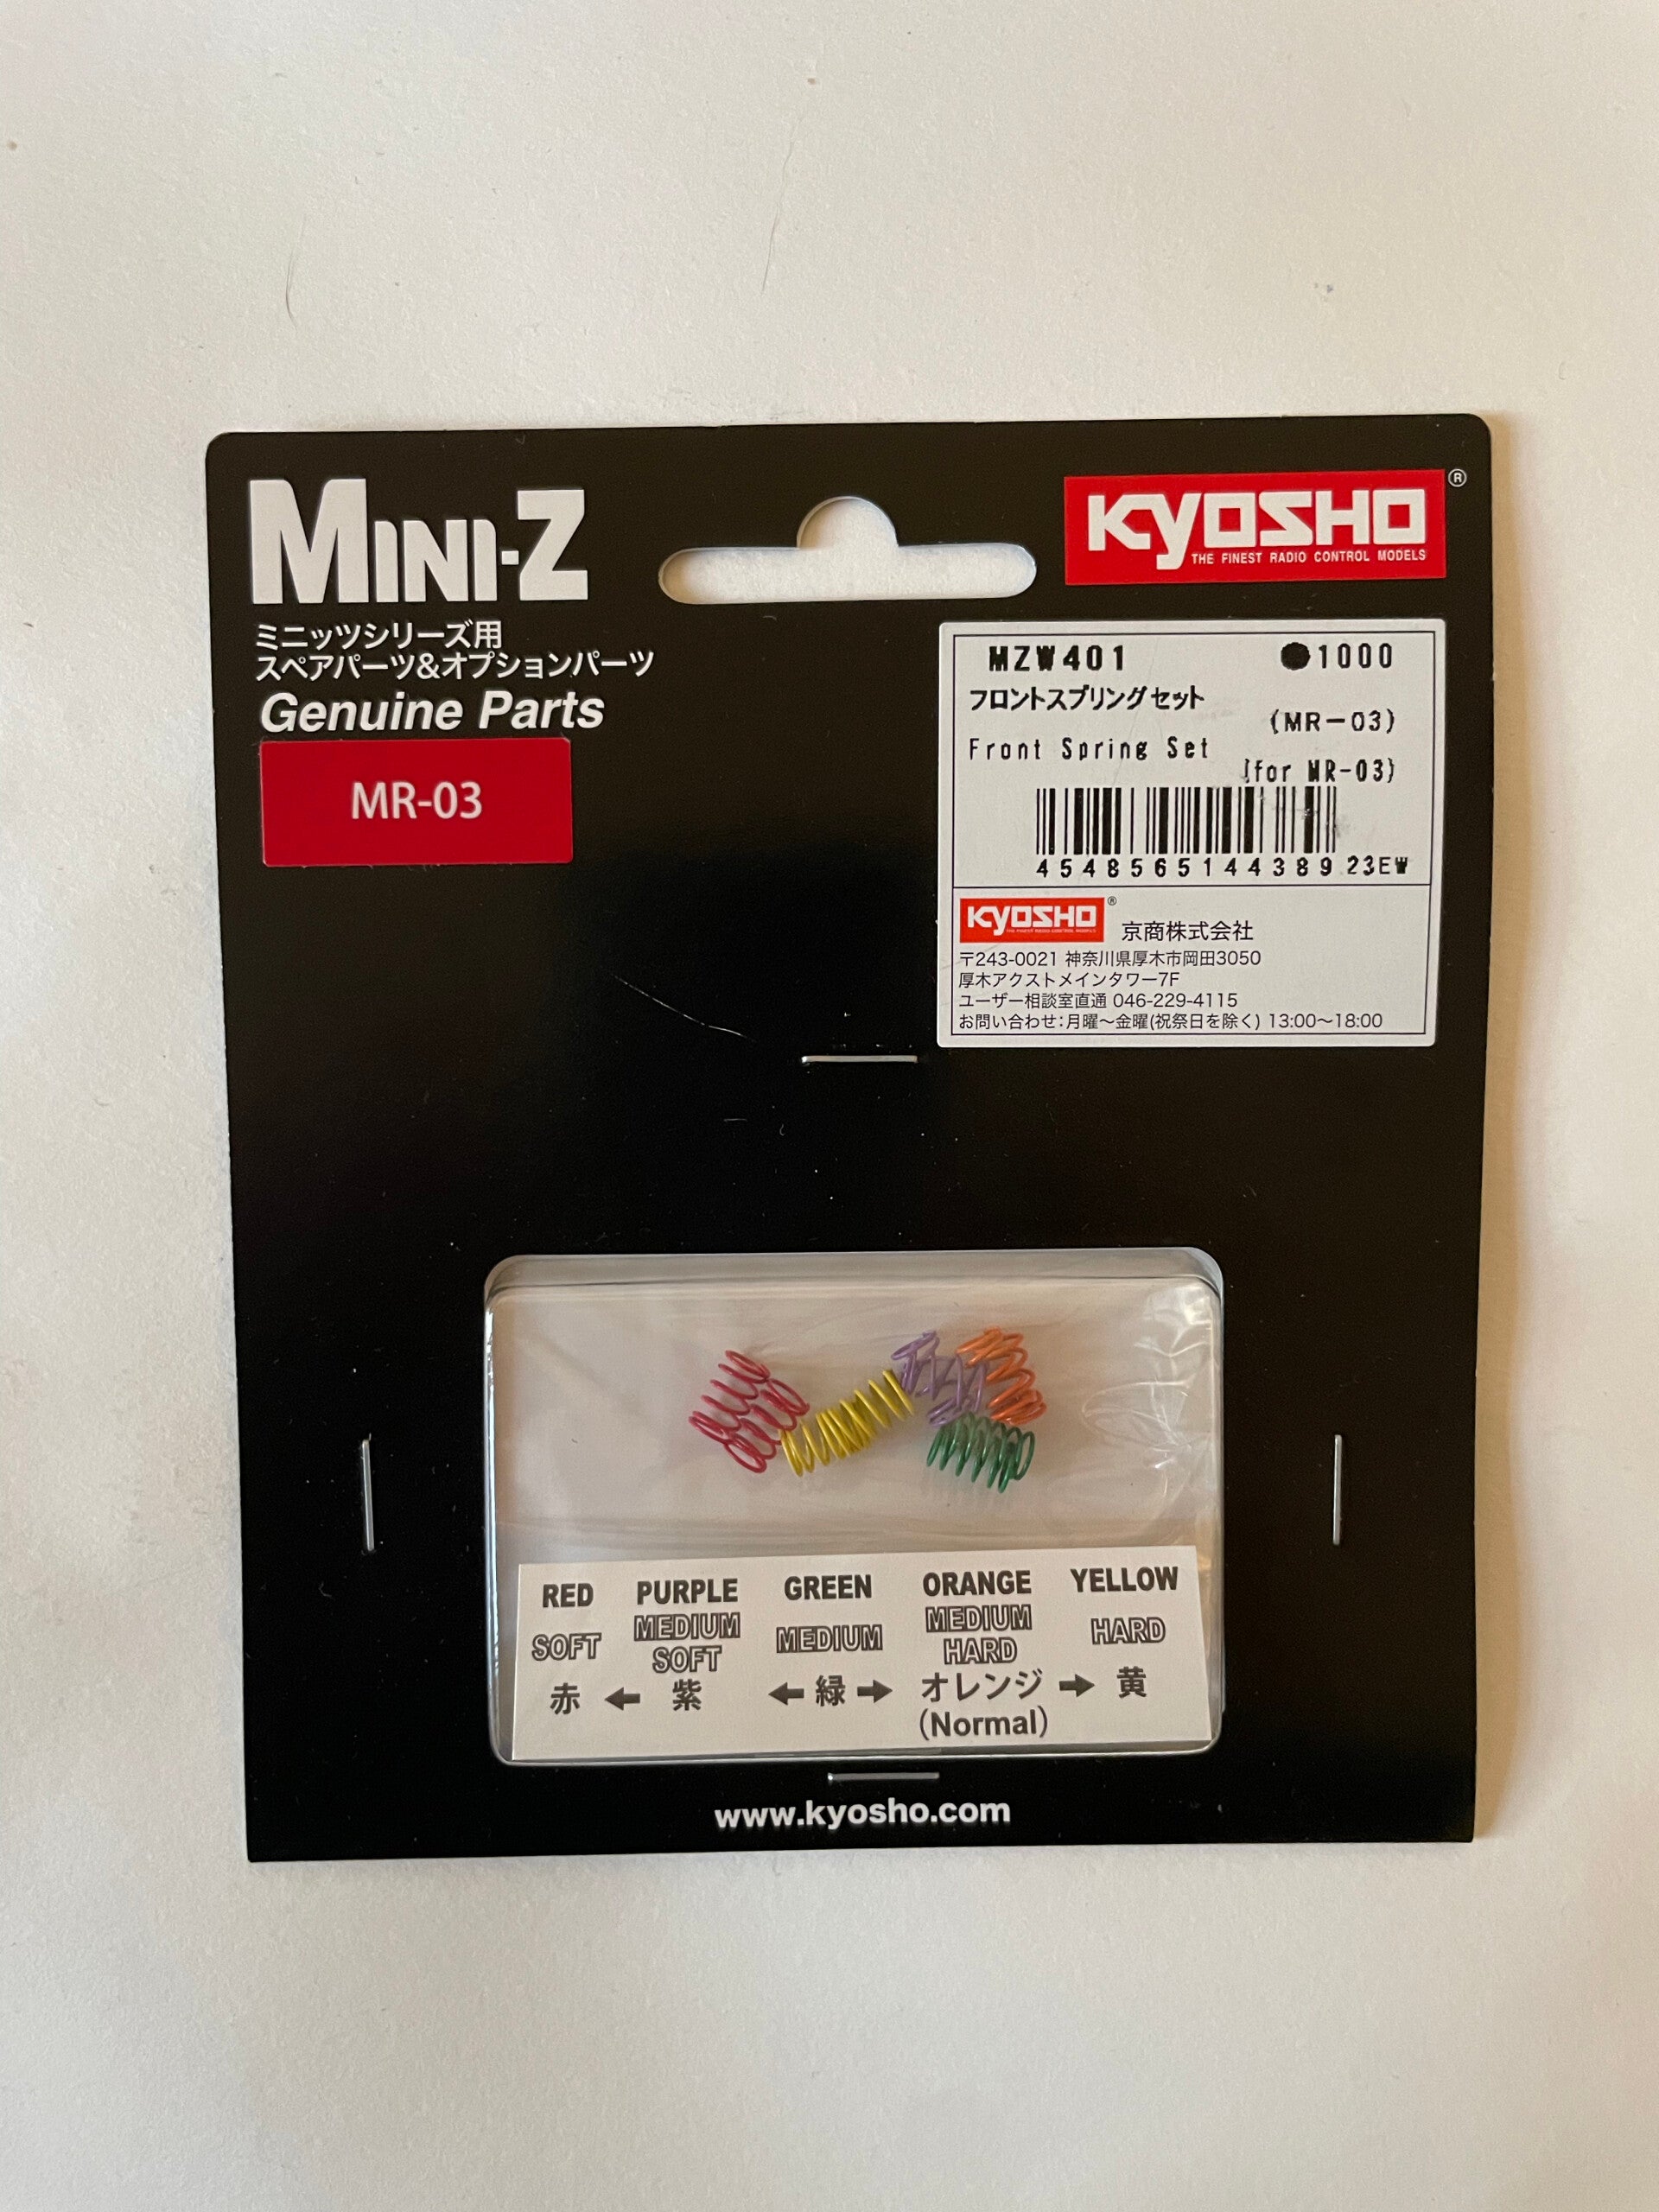 MINI-Z
ミニッツシリーズ用
スペアパーツ&オプションパーツ
Genuine Parts
MR-03
KYOSHO®
THE FINEST RADIO CONTROL MODELS
MZW401 ●1000
フロントスプリングセット
(MR-03)
Front Spring Set
(for MR-03)
4548565144389 23EW
KYOSHO® 京商株式会社
〒243-0021 神奈川県厚木市岡田3050
厚木アクストメインタワー7F
ユーザー相談室直通 046-229-4115
お問い合わせ:月曜〜金曜(祝祭日を除く) 13:00〜18:00
RED PURPLE GREEN ORANGE YELLOW
SOFT MEDIUM SOFT MEDIUM MEDIUM HARD HARD
赤 ← 紫 ← 緑 → オレンジ → 黄
(Normal)
www.kyosho.com